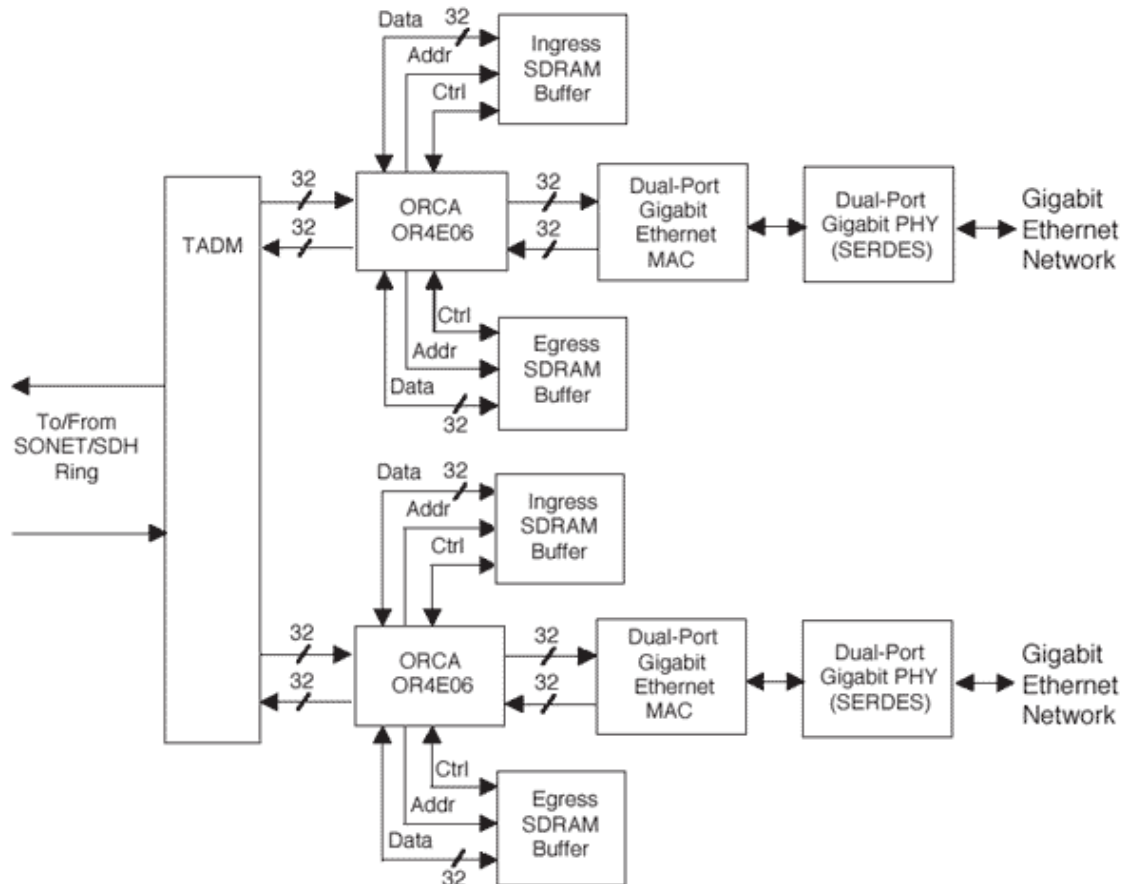 Data 32
Addr
Ctrl
Ingress
SDRAM
Buffer
TADM
32
32
ORCA
OR4E06
32
32
Dual-Port
Gigabit
Ethernet
MAC
Dual-Port
Gigabit PHY
(SERDES)
Gigabit
Ethernet
Network
Ctrl
Addr
Data
32
Egress
SDRAM
Buffer
To/From
SONET/SDH
Ring
Data 32
Addr
Ctrl
Ingress
SDRAM
Buffer
32
32
ORCA
OR4E06
32
32
Dual-Port
Gigabit
Ethernet
MAC
Dual-Port
Gigabit PHY
(SERDES)
Gigabit
Ethernet
Network
Ctrl
Addr
Data
32
Egress
SDRAM
Buffer